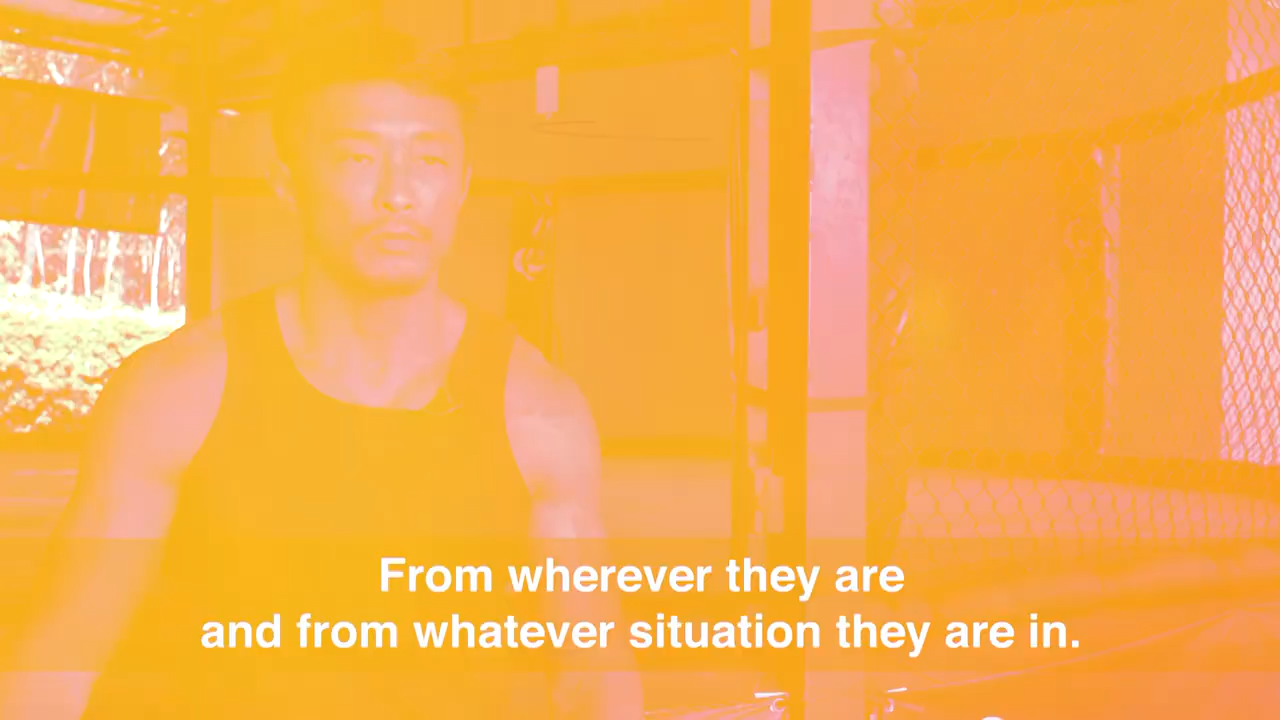 From wherever they are
and from whatever situation they are in.